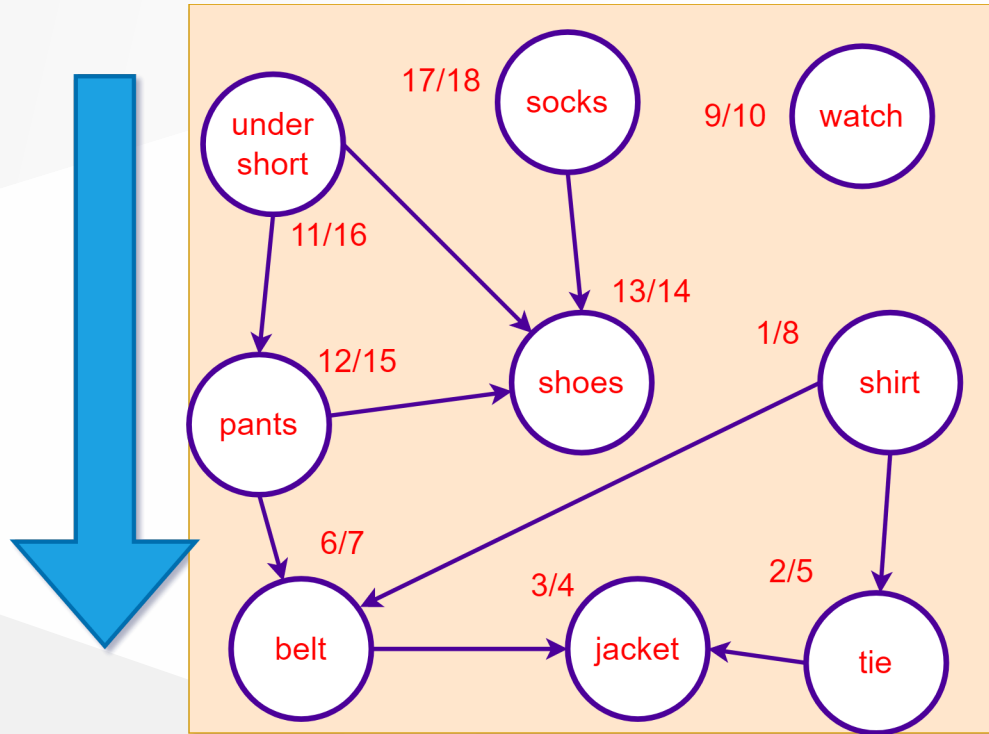 17/18
socks
9/10
watch
under
short
11/16
13/14
1/8
12/15
shoes
shirt
pants
6/7
3/4
2/5
belt
jacket
tie